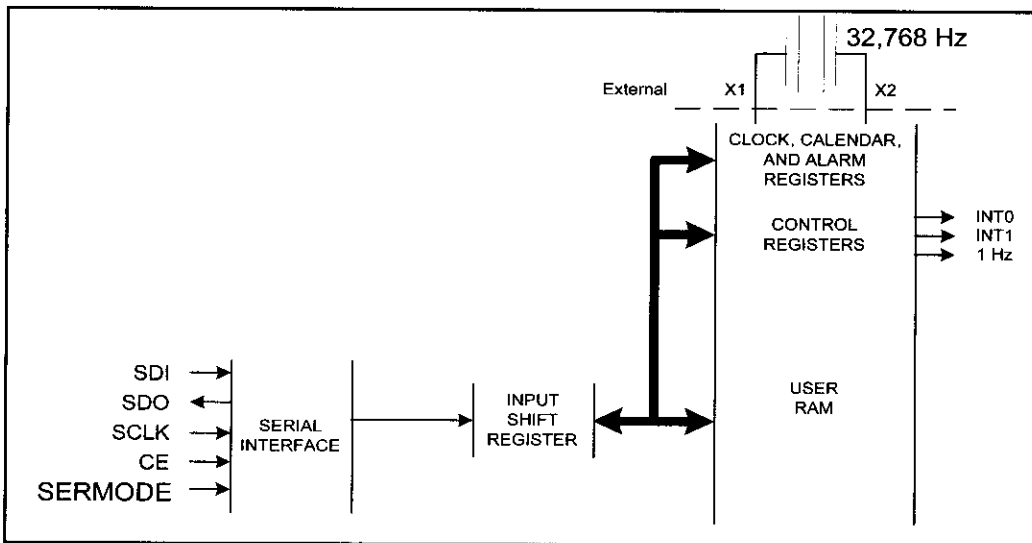 32,768 Hz
External
X1
X2
CLOCK, CALENDAR,
AND ALARM
REGISTERS
CONTROL
REGISTERS
INT0
INT1
1 Hz
SDI
SDO
SCLK
CE
SERMODE
SERIAL
INTERFACE
INPUT
SHIFT
REGISTER
USER
RAM